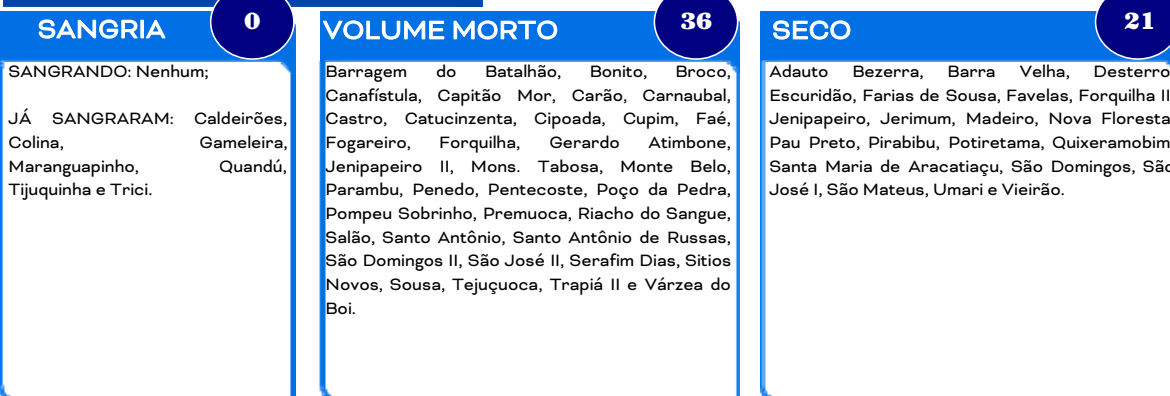 SANGRIA
0
SANGRANDO: Nenhum;
JÁ SANGRARAM: Caldeirões,
Colina, Gameleira,
Maranguapinho, Quandú,
Tijuquinha e Trici.
VOLUME MORTO
36
Barragem do Batalhão, Bonito, Broco,
Canafístula, Capitão Mor, Carão, Carnaubal,
Castro, Catucinzenta, Cipoada, Cupim, Faé,
Fogareiro, Forquilha, Gerardo Atimbone,
Jenipapeiro II, Mons. Tabosa, Monte Belo,
Parambu, Penedo, Pentecoste, Poço da Pedra,
Pompeu Sobrinho, Premuoca, Riacho do Sangue,
Salão, Santo Antônio, Santo Antônio de Russas,
São Domingos II, São José II, Serafim Dias, Sitios
Novos, Sousa, Tejuçuoca, Trapiá II e Várzea do
Boi.
SECO
21
Adauto Bezerra, Barra Velha, Desterro
Escuridão, Farias de Sousa, Favelas, Forquilha II
Jenipapeiro, Jerimum, Madeiro, Nova Floresta
Pau Preto, Pirabibu, Potiretama, Quixeramobim
Santa Maria de Aracatiaçu, São Domingos, São
José I, São Mateus, Umari e Vieirão.